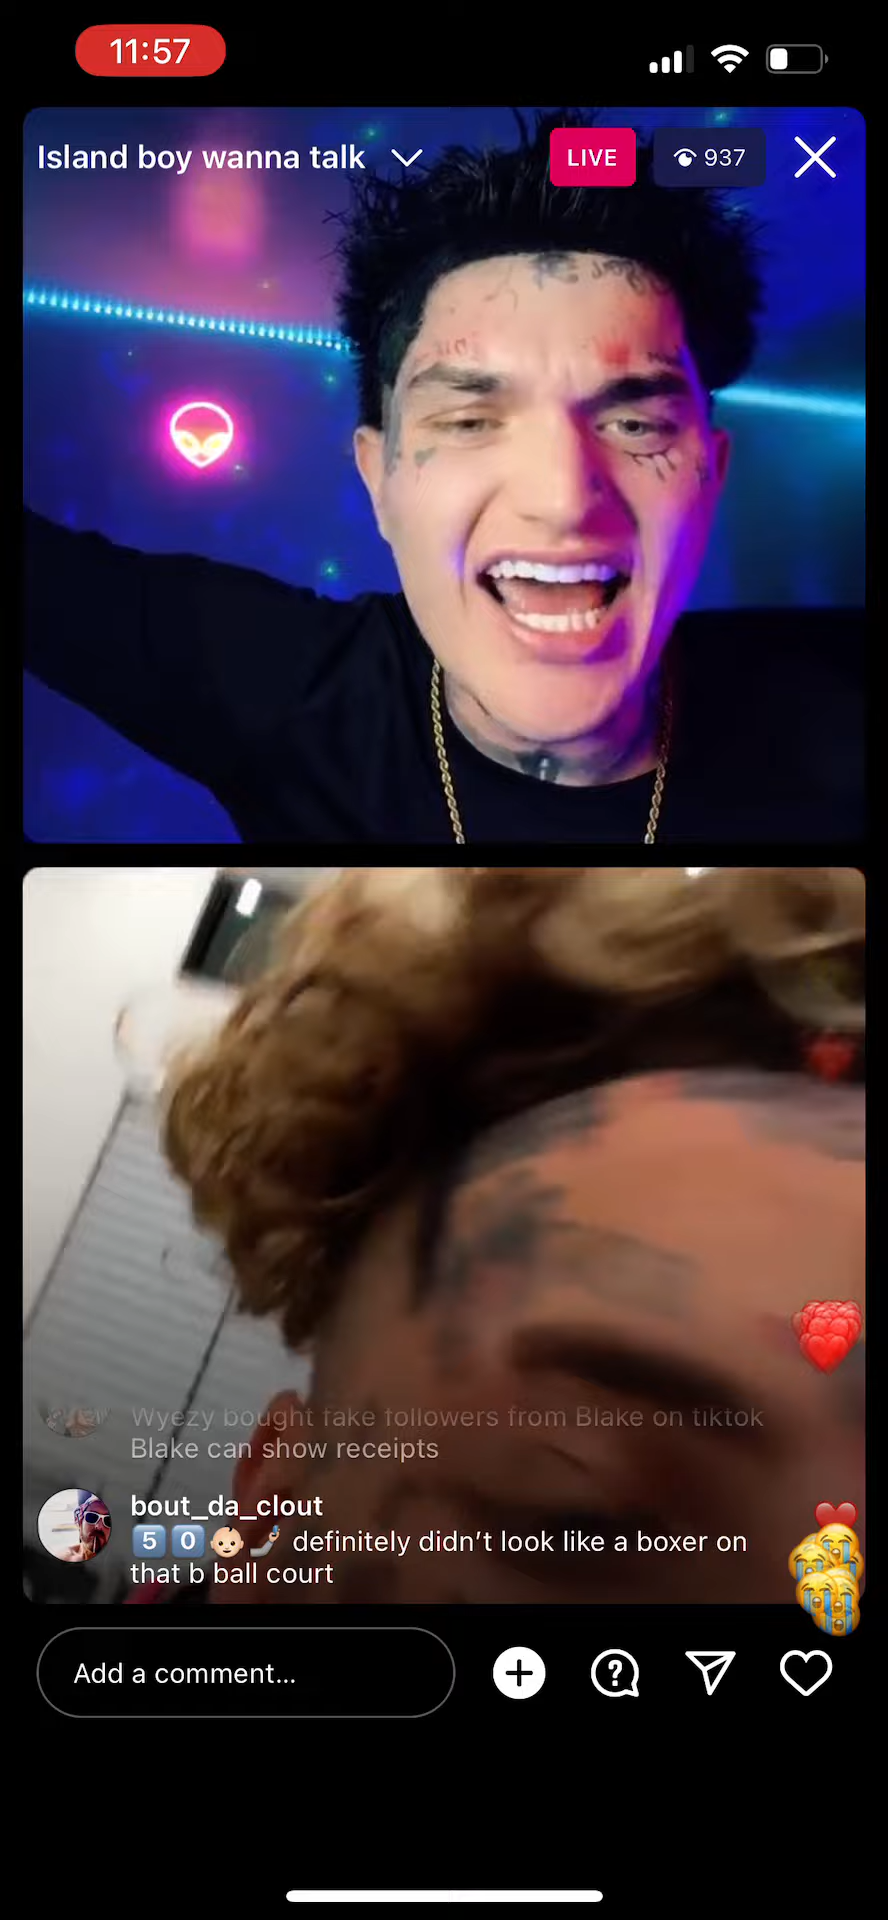 11:57
Island boy wanna talk
LIVE
937
Wyezy bought fake followers from Blake on tiktok
Blake can show receipts
bout_da_clout
5️⃣0️⃣👶🏻🤳🏼 definitely didn't look like a boxer on
that b ball court
Add a comment...